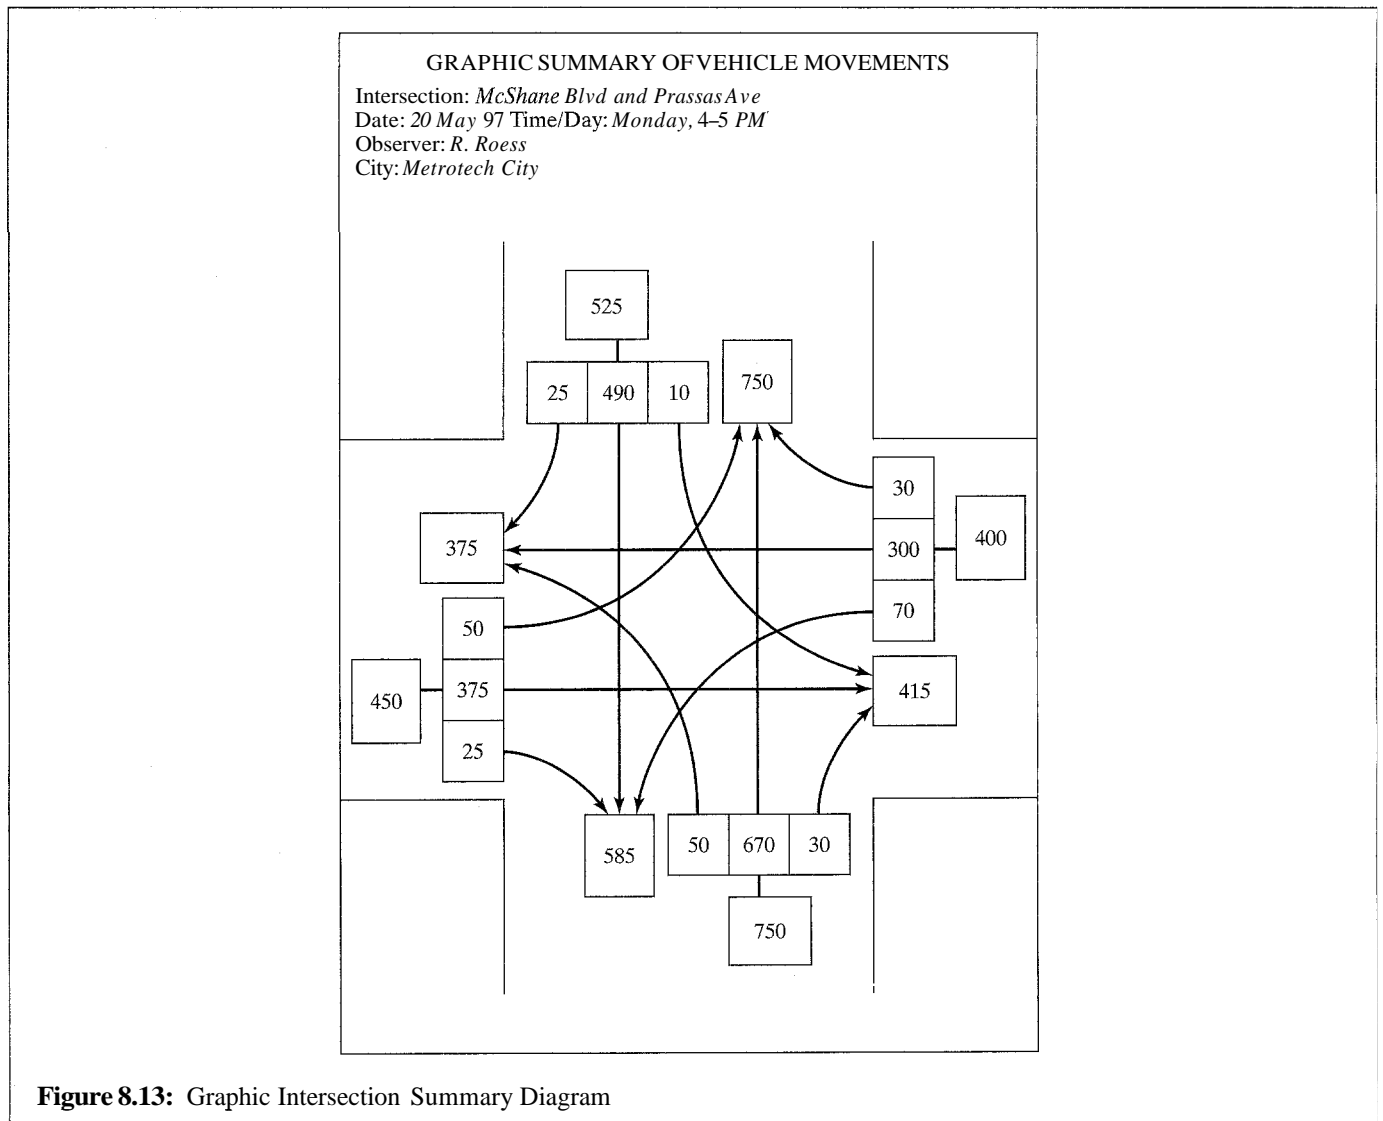 GRAPHIC SUMMARY OF VEHICLE MOVEMENTS
Intersection: McShane Blvd and Prassas Ave
Date: 20 May 97 Time/Day: Monday, 4–5 PM
Observer: R. Roess
City: Metrotech City
525
25 490 10
750
30
300
70
400
375
50
375
25
450
415
585
50 670 30
750
Figure 8.13: Graphic Intersection Summary Diagram